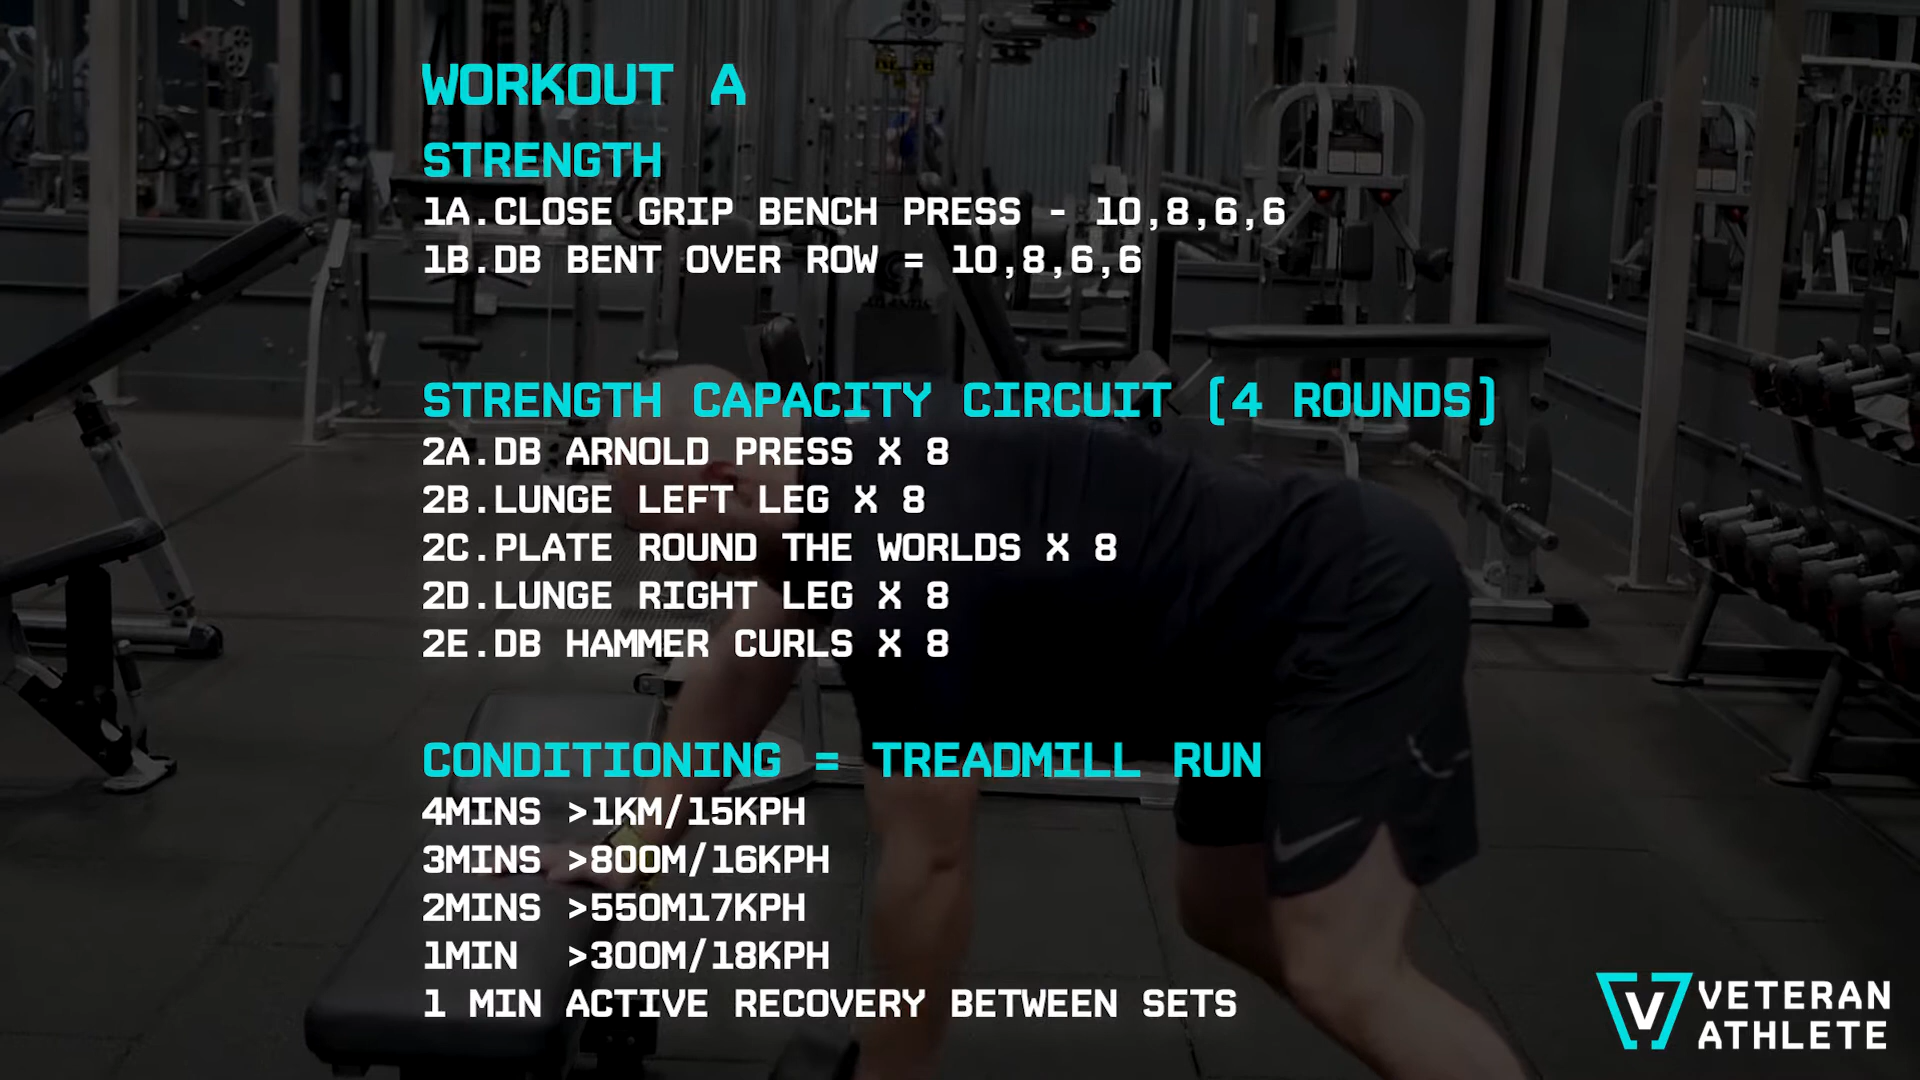 WORKOUT A
STRENGTH
1A.CLOSE GRIP BENCH PRESS - 10,8,6,6
1B.DB BENT OVER ROW = 10,8,6,6
STRENGTH CAPACITY CIRCUIT (4 ROUNDS)
2A.DB ARNOLD PRESS X 8
2B.LUNGE LEFT LEG X 8
2C.PLATE ROUND THE WORLDS X 8
2D.LUNGE RIGHT LEG X 8
2E.DB HAMMER CURLS X 8
CONDITIONING = TREADMILL RUN
4MINS >1KM/15KPH
3MINS >800M/16KPH
2MINS >550M17KPH
1MIN >300M/18KPH
1 MIN ACTIVE RECOVERY BETWEEN SETS
VETERAN
ATHLETE